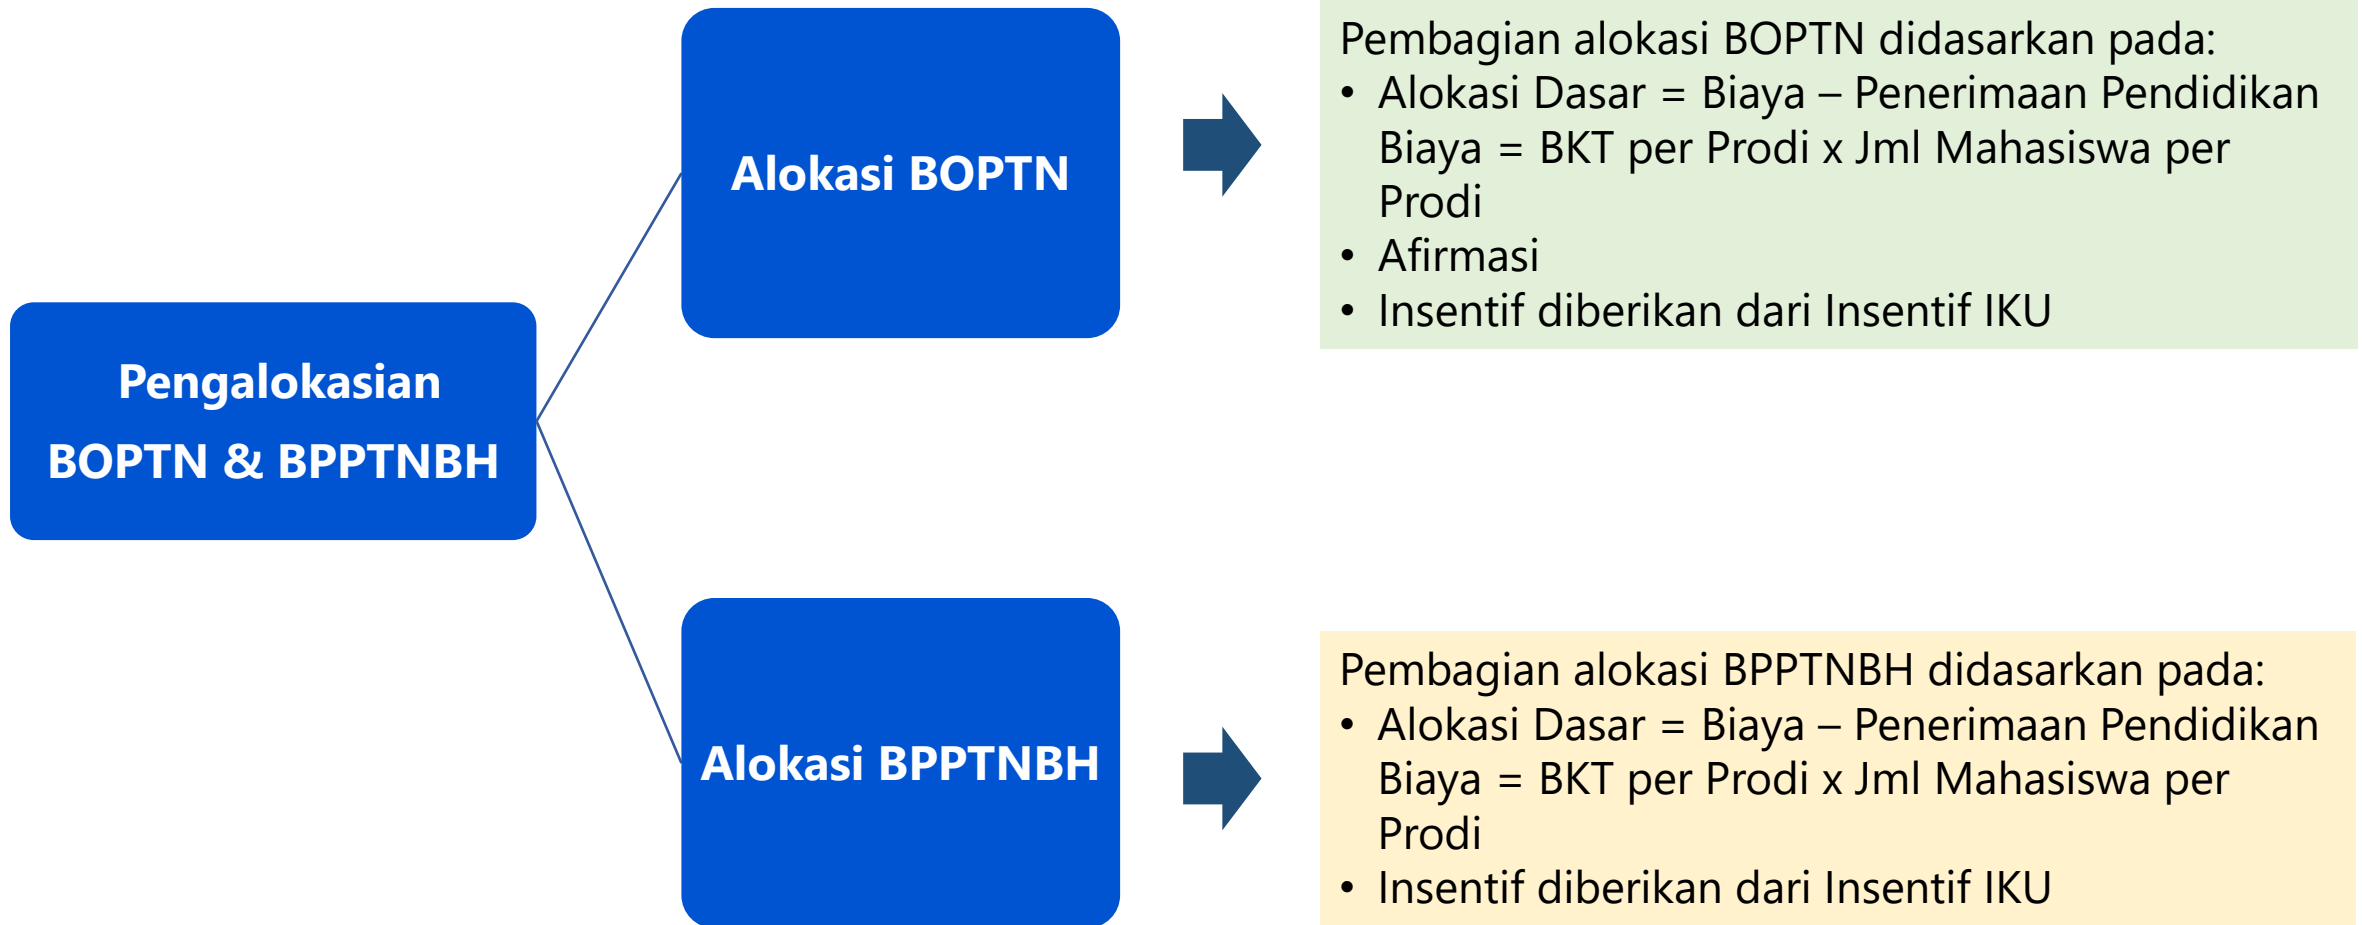 Pengalokasian
BOPTN & BPPTNBH
Alokasi BOPTN
Pembagian alokasi BOPTN didasarkan pada:
• Alokasi Dasar = Biaya – Penerimaan Pendidikan
Biaya = BKT per Prodi x Jml Mahasiswa per
Prodi
• Afirmasi
• Insentif diberikan dari Insentif IKU
Alokasi BPPTNBH
Pembagian alokasi BPPTNBH didasarkan pada:
• Alokasi Dasar = Biaya – Penerimaan Pendidikan
Biaya = BKT per Prodi x Jml Mahasiswa per
Prodi
• Insentif diberikan dari Insentif IKU